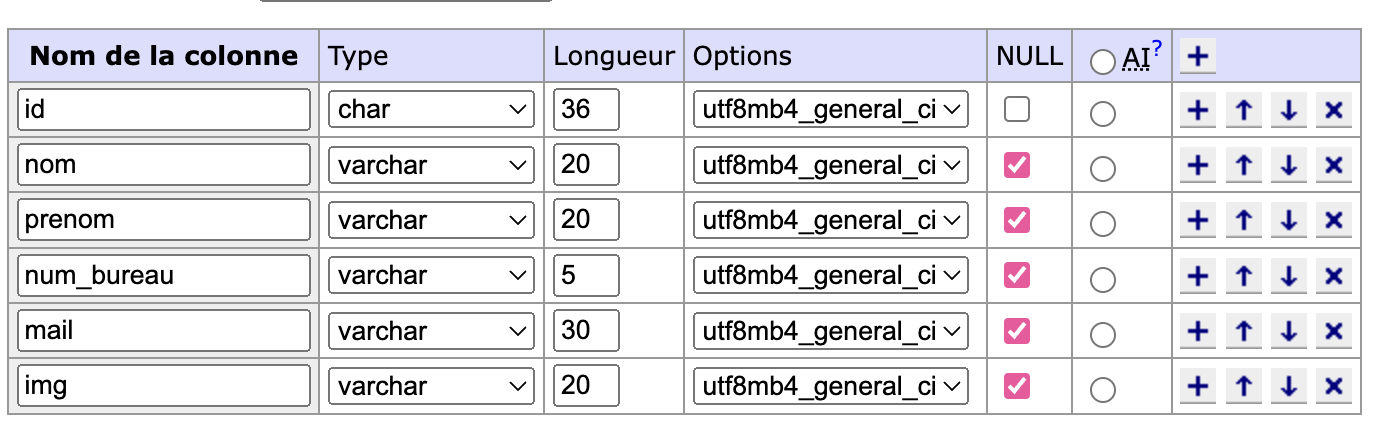 Nom de la colonne Type Longueur Options NULL AI? +
id char 36 utf8mb4_general_ci + ↑ ↓ ×
nom varchar 20 utf8mb4_general_ci + ↑ ↓ ×
prenom varchar 20 utf8mb4_general_ci + ↑ ↓ ×
num_bureau varchar 5 utf8mb4_general_ci + ↑ ↓ ×
mail varchar 30 utf8mb4_general_ci + ↑ ↓ ×
img varchar 20 utf8mb4_general_ci + ↑ ↓ ×